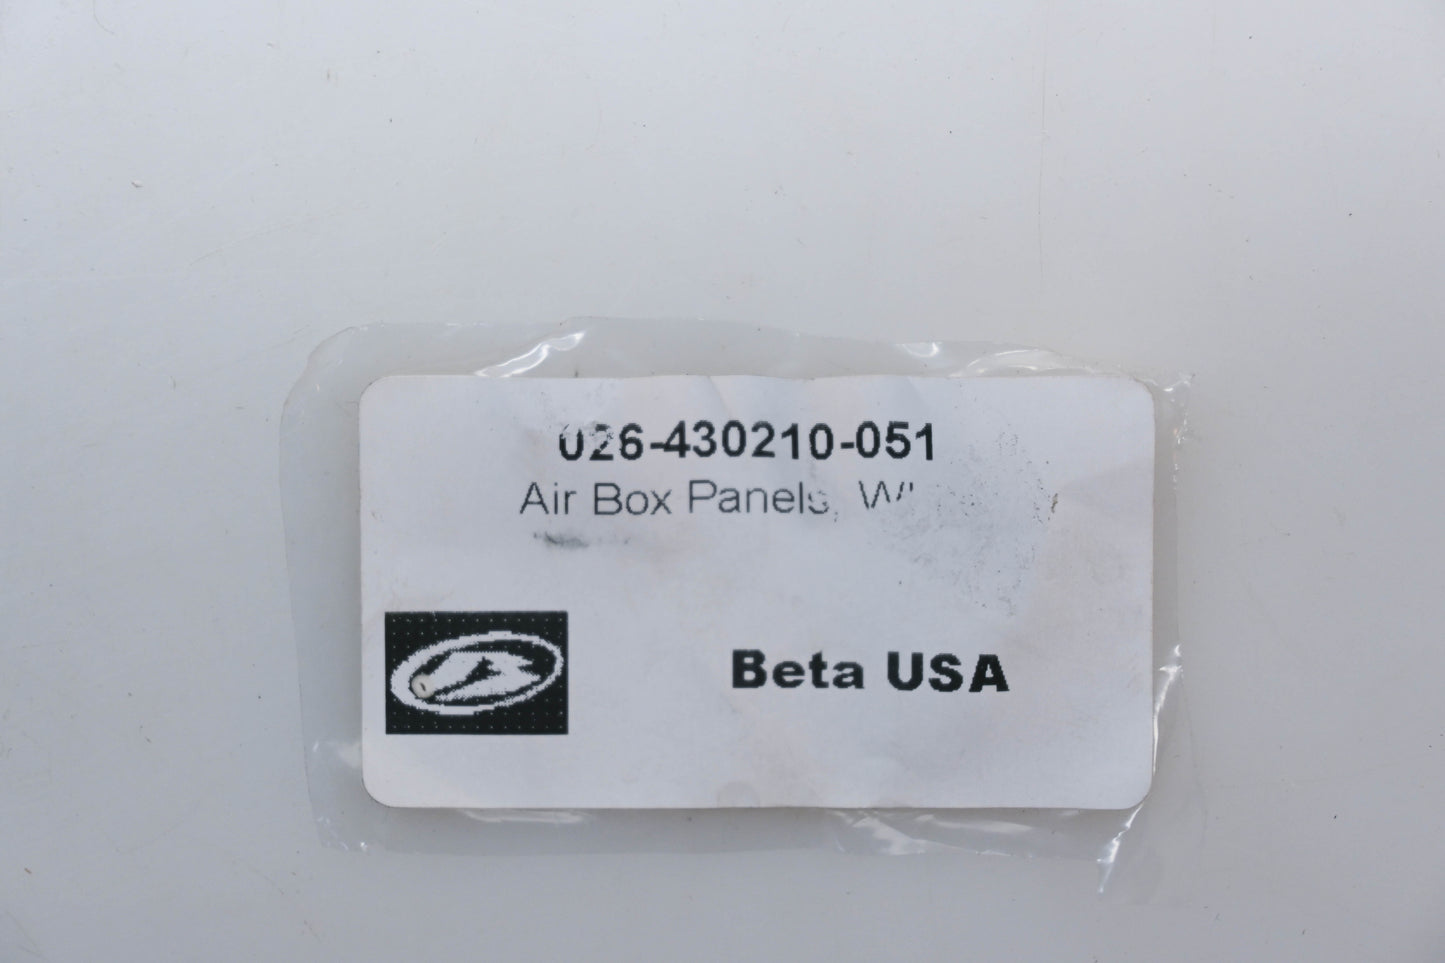 026-430210-051
Air Box Panels,
Beta USA